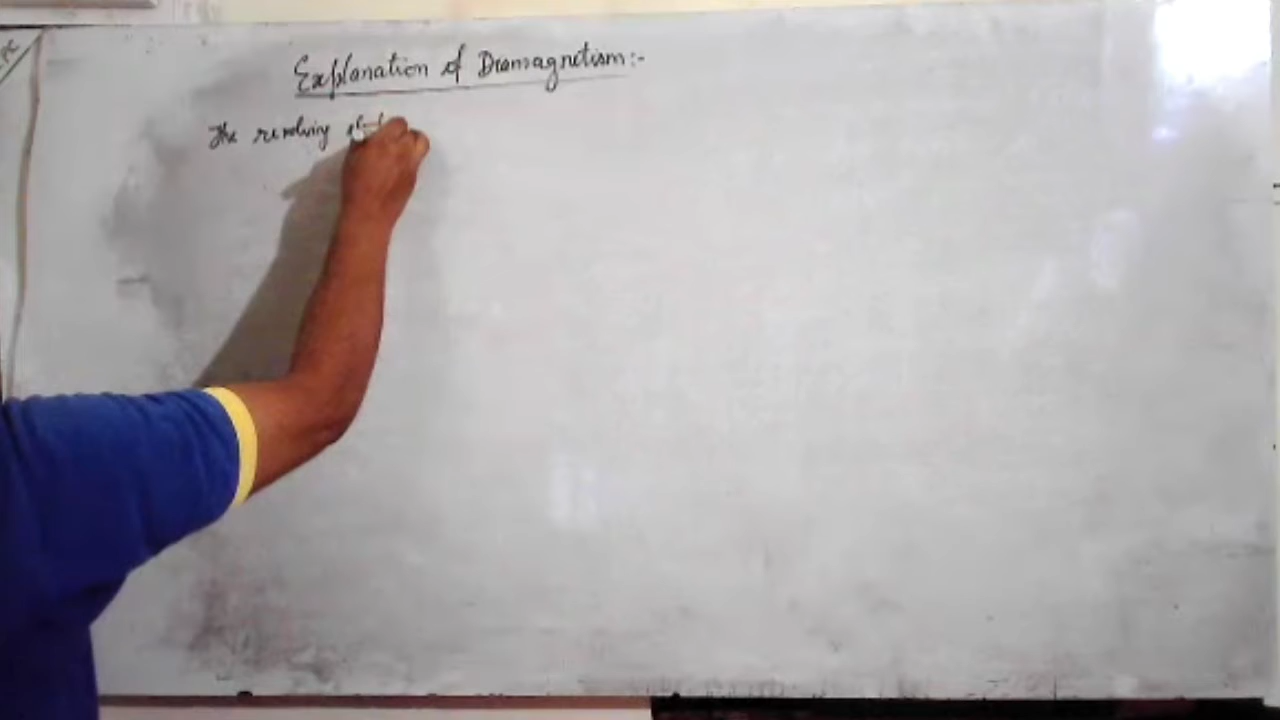 Explanation of Diamagnetism:-
The revolving